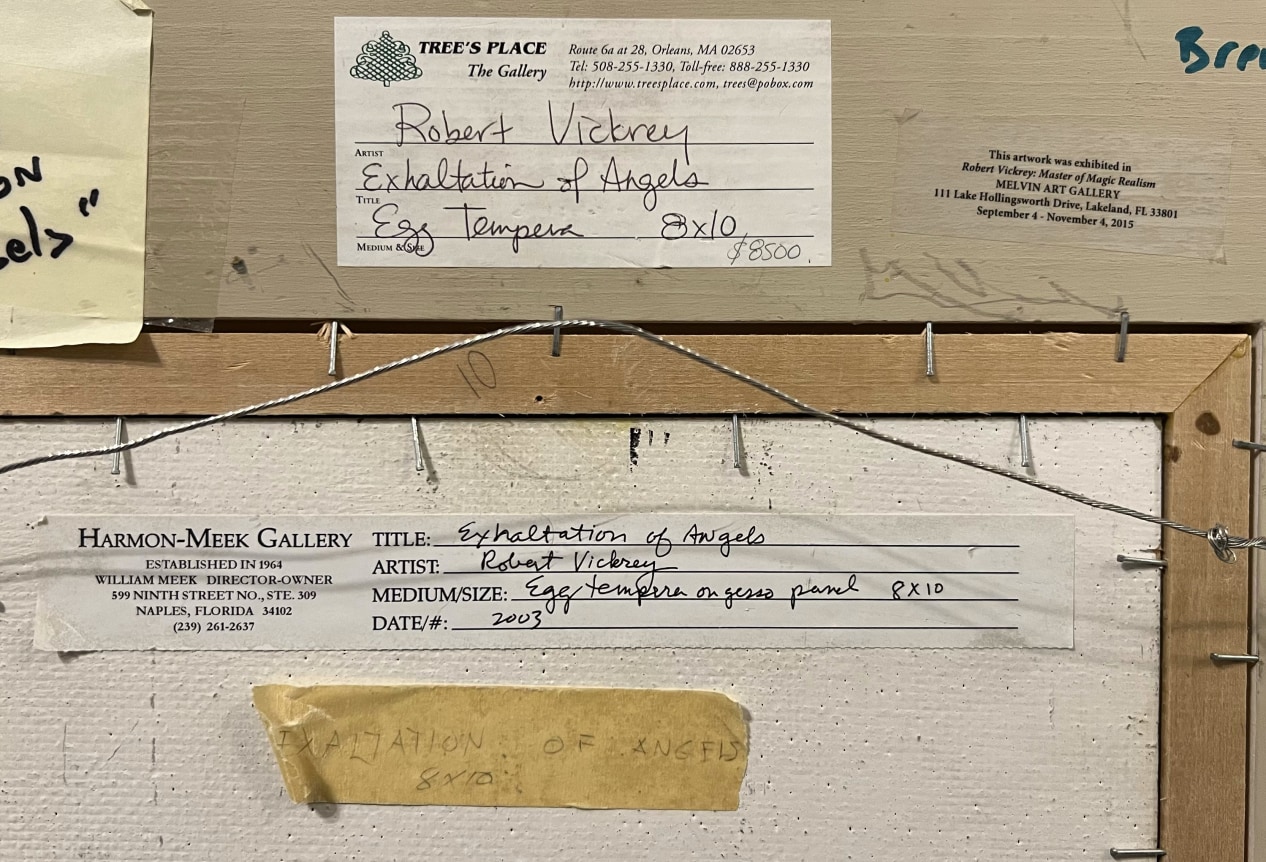 TREE'S PLACE
The Gallery
Route 6a at 28, Orleans, MA 02653
Tel: 508-255-1330, Toll-free: 888-255-1330
http://www.treesplace.com, trees@pobox.com
Robert Vickrey
ARTIST
Exhaltation of Angels
TITLE
Egg Tempera 8x10
MEDIUM & SIZE
$8500.
This artwork was exhibited in
Robert Vickrey: Master of Magic Realism
MELVIN ART GALLERY
111 Lake Hollingsworth Drive, Lakeland, FL 33801
September 4 - November 4, 2015
10
HARMON-MEEK GALLERY
ESTABLISHED IN 1964
WILLIAM MEEK DIRECTOR-OWNER
599 NINTH STREET NO., STE. 309
NAPLES, FLORIDA 34102
(239) 261-2637
TITLE: Exhaltation of Angels
ARTIST: Robert Vickrey
MEDIUM/SIZE: Egg tempera on gesso panel 8X10
DATE/#: 2003
EXALTATION OF ANGELS
8X10